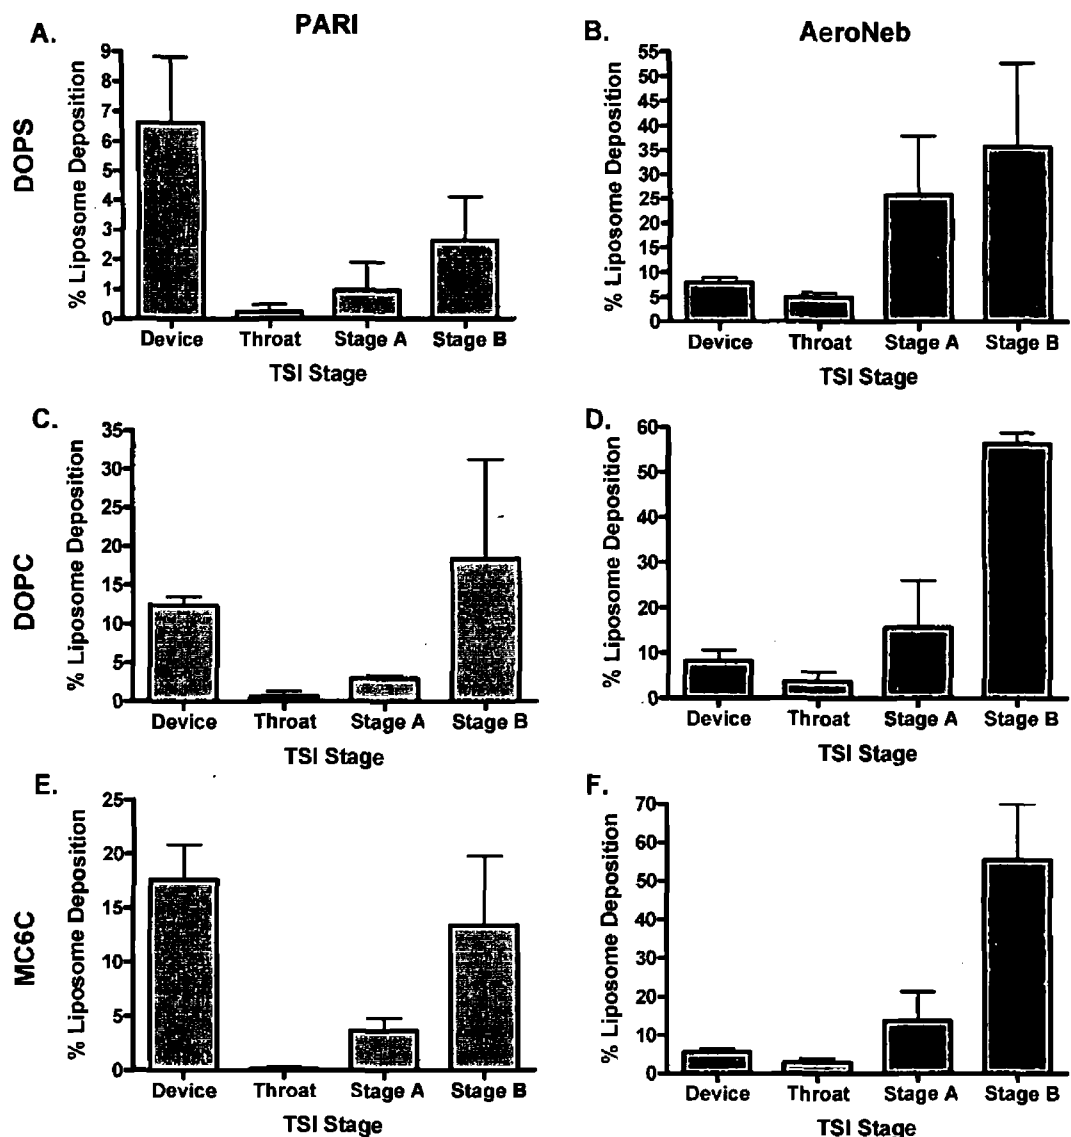 PARI
AeroNeb
A.
DOPS
% Liposome Deposition
9
8
7
6
5
4
3
2
1
0
Device Throat Stage A Stage B
TSI Stage
B.
% Liposome Deposition
55
50
45
40
35
30
25
20
15
10
5
0
Device Throat Stage A Stage B
TSI Stage
C.
DOPC
% Liposome Deposition
35
30
25
20
15
10
5
0
Device Throat Stage A Stage B
TSI Stage
D.
% Liposome Deposition
60
50
40
30
20
10
0
Device Throat Stage A Stage B
TSI Stage
E.
MC6C
% Liposome Deposition
25
20
15
10
5
0
Device Throat Stage A Stage B
TSI Stage
F.
% Liposome Deposition
70
60
50
40
30
20
10
0
Device Throat Stage A Stage B
TSI Stage